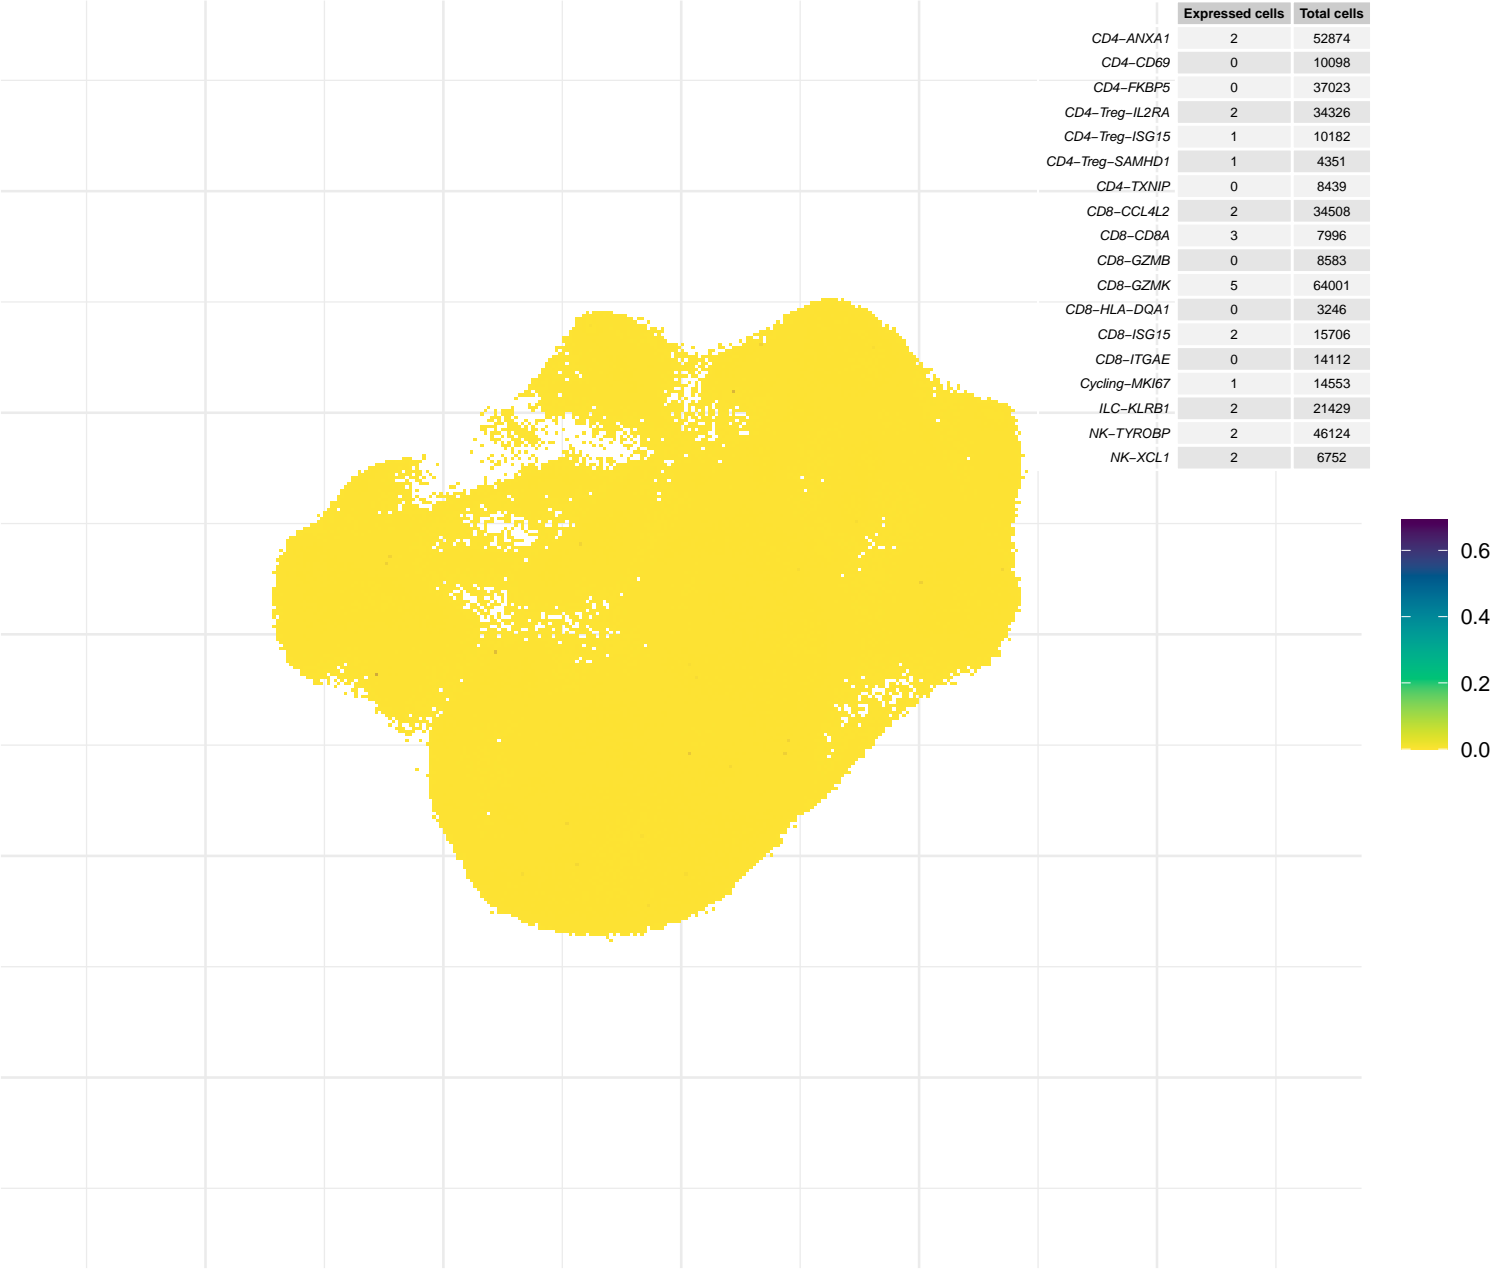 Expressed cells Total cells
CD4−ANXA1 2 52874
CD4−CD69 0 10098
CD4−FKBP5 0 37023
CD4−Treg−IL2RA 2 34326
CD4−Treg−ISG15 1 10182
CD4−Treg−SAMHD1 1 4351
CD4−TXNIP 0 8439
CD8−CCL4L2 2 34508
CD8−CD8A 3 7996
CD8−GZMB 0 8583
CD8−GZMK 5 64001
CD8−HLA−DQA1 0 3246
CD8−ISG15 2 15706
CD8−ITGAE 0 14112
Cycling−MKI67 1 14553
ILC−KLRB1 2 21429
NK−TYROBP 2 46124
NK−XCL1 2 6752
0.6
0.4
0.2
0.0